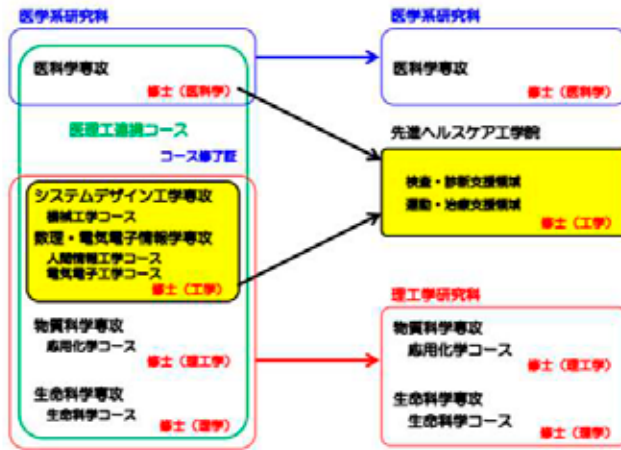 医学系研究科
医科学専攻
修士（医科学）
医理工連携コース
コース修了証
システムデザイン工学専攻
機械工学コース
数理・電気電子情報学専攻
人間情報工学コース
電気電子工学コース
修士（工学）
物質科学専攻
応用化学コース
修士（理工学）
生命科学専攻
生命科学コース
修士（理学）
医学系研究科
医科学専攻
修士（医科学）
先進ヘルスケア工学院
検査・診断支援領域
運動・治療支援領域
修士（工学）
理工学研究科
物質科学専攻
応用化学コース
修士（理工学）
生命科学専攻
生命科学コース
修士（理学）